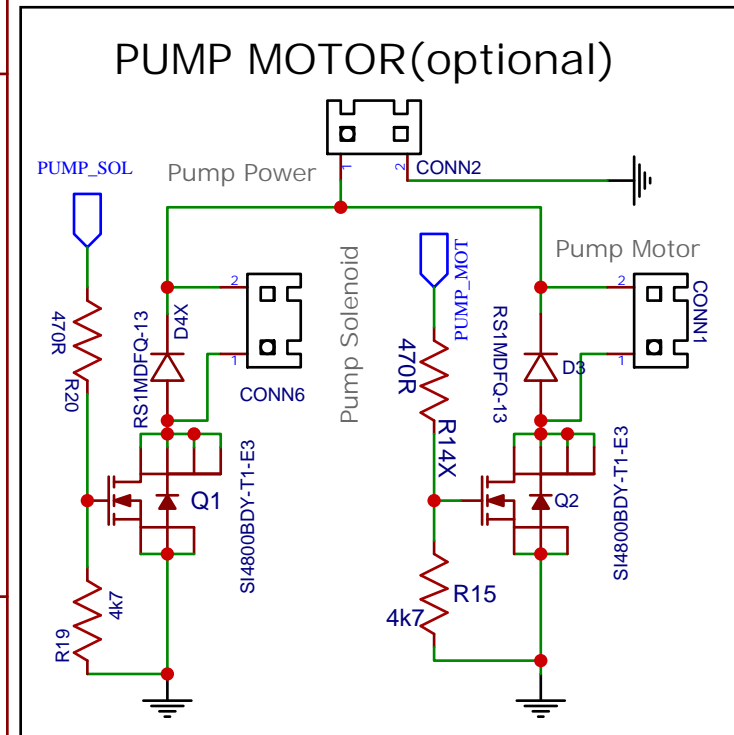 PUMP MOTOR(optional)
PUMP_SOL
Pump Power
1
2
CONN2
Pump Motor
PUMP_MOT
Pump Solenoid
2
1
D4X
RS1MDFQ-13
CONN6
470R
R20
2
1
CONN1
D3
RS1MDFQ-13
470R
R14X
Q1
SI4800BDY-T1-E3
Q2
SI4800BDY-T1-E3
4k7
R19
R15
4k7